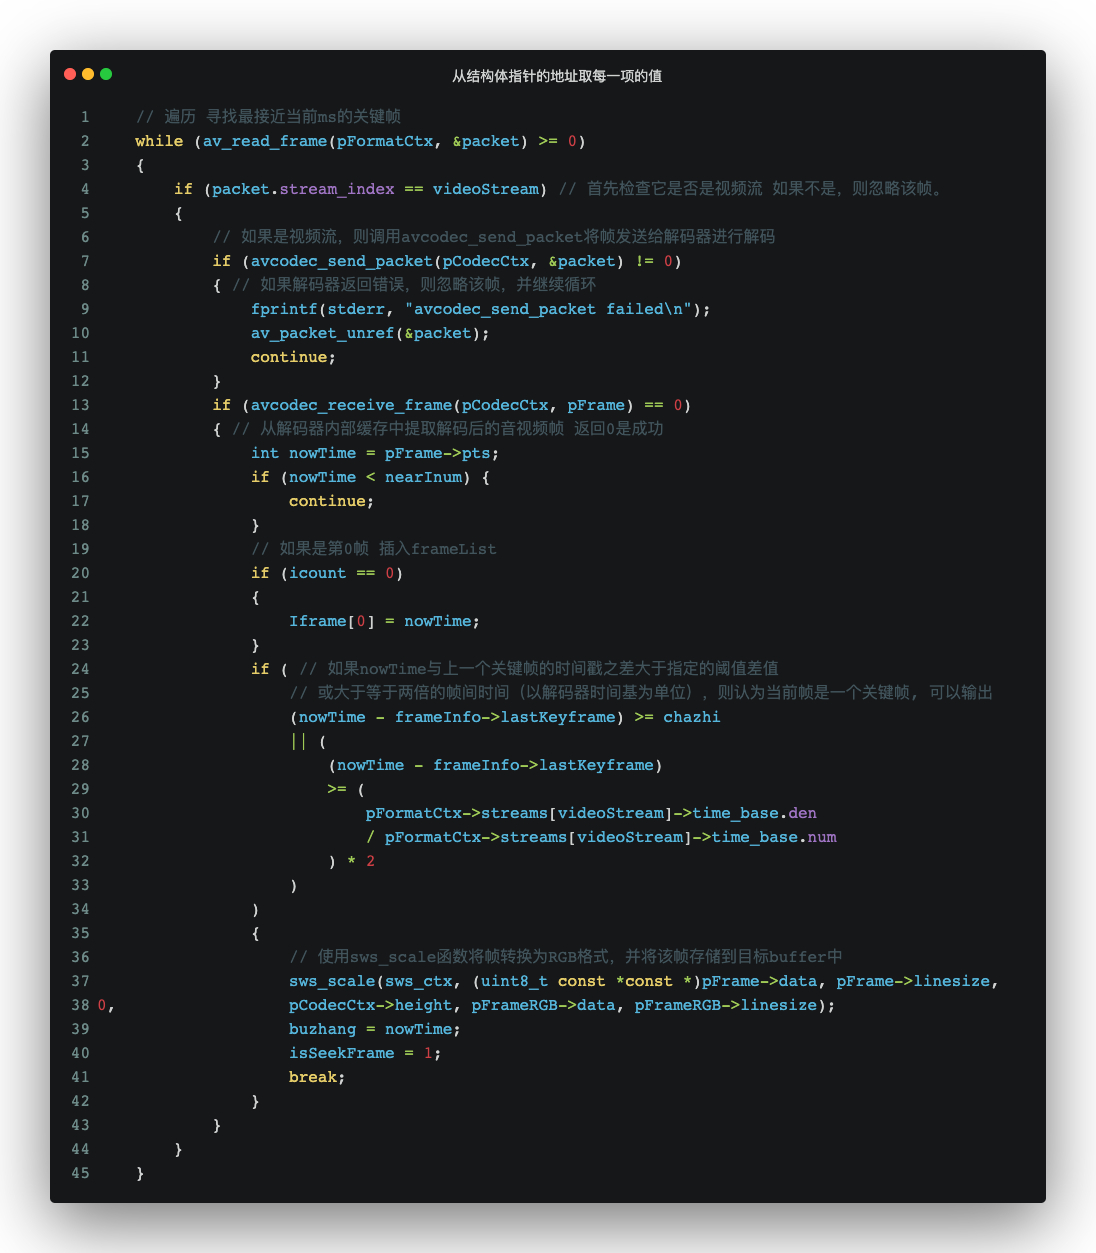 从结构体指针的地址取每一项的值
1 // 遍历 寻找最接近当前ms的关键帧
2 while (av_read_frame(pFormatCtx, &packet) >= 0)
3 {
4 if (packet.stream_index == videoStream) // 首先检查它是否是视频流 如果不是，则忽略该帧。
5 {
6 // 如果是视频流，则调用avcodec_send_packet将帧发送给解码器进行解码
7 if (avcodec_send_packet(pCodecCtx, &packet) != 0)
8 { // 如果解码器返回错误，则忽略该帧，并继续循环
9 fprintf(stderr, "avcodec_send_packet failed\n");
10 av_packet_unref(&packet);
11 continue;
12 }
13 if (avcodec_receive_frame(pCodecCtx, pFrame) == 0)
14 { // 从解码器内部缓存中提取解码后的音视频帧 返回0是成功
15 int nowTime = pFrame->pts;
16 if (nowTime < nearInum) {
17 continue;
18 }
19 // 如果是第0帧 插入frameList
20 if (icount == 0)
21 {
22 Iframe[0] = nowTime;
23 }
24 if ( // 如果nowTime与上一个关键帧的时间戳之差大于指定的阈值差值
25 // 或大于等于两倍的帧间时间（以解码器时间基为单位），则认为当前帧是一个关键帧, 可以输出
26 (nowTime - frameInfo->lastKeyframe) >= chazhi
27 || (
28 (nowTime - frameInfo->lastKeyframe)
29 >= (
30 pFormatCtx->streams[videoStream]->time_base.den
31 / pFormatCtx->streams[videoStream]->time_base.num
32 ) * 2
33 )
34 )
35 {
36 // 使用sws_scale函数将帧转换为RGB格式，并将该帧存储到目标buffer中
37 sws_scale(sws_ctx, (uint8_t const *const *)pFrame->data, pFrame->linesize,
38 0, pCodecCtx->height, pFrameRGB->data, pFrameRGB->linesize);
39 buzhang = nowTime;
40 isSeekFrame = 1;
41 break;
42 }
43 }
44 }
45 }